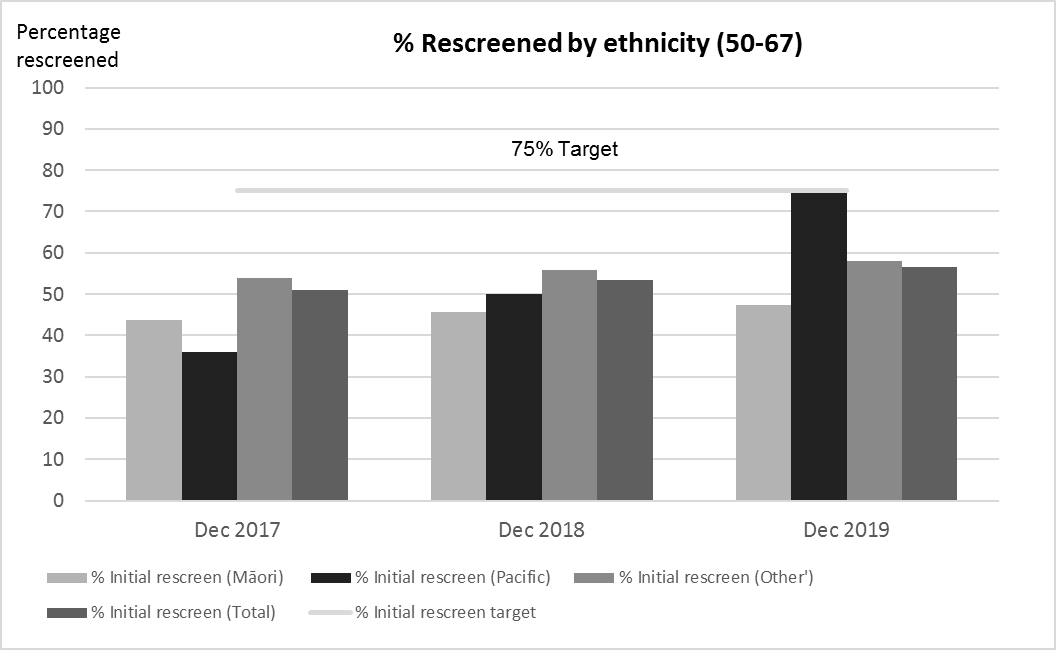 Percentage
rescreened
% Rescreened by ethnicity (50-67)
100
90
75% Target
80
70
60
50
40
30
20
10
0
Dec 2017
Dec 2018
Dec 2019
% Initial rescreen (Māori)
% Initial rescreen (Pacific)
% Initial rescreen (Other')
% Initial rescreen (Total)
% Initial rescreen target